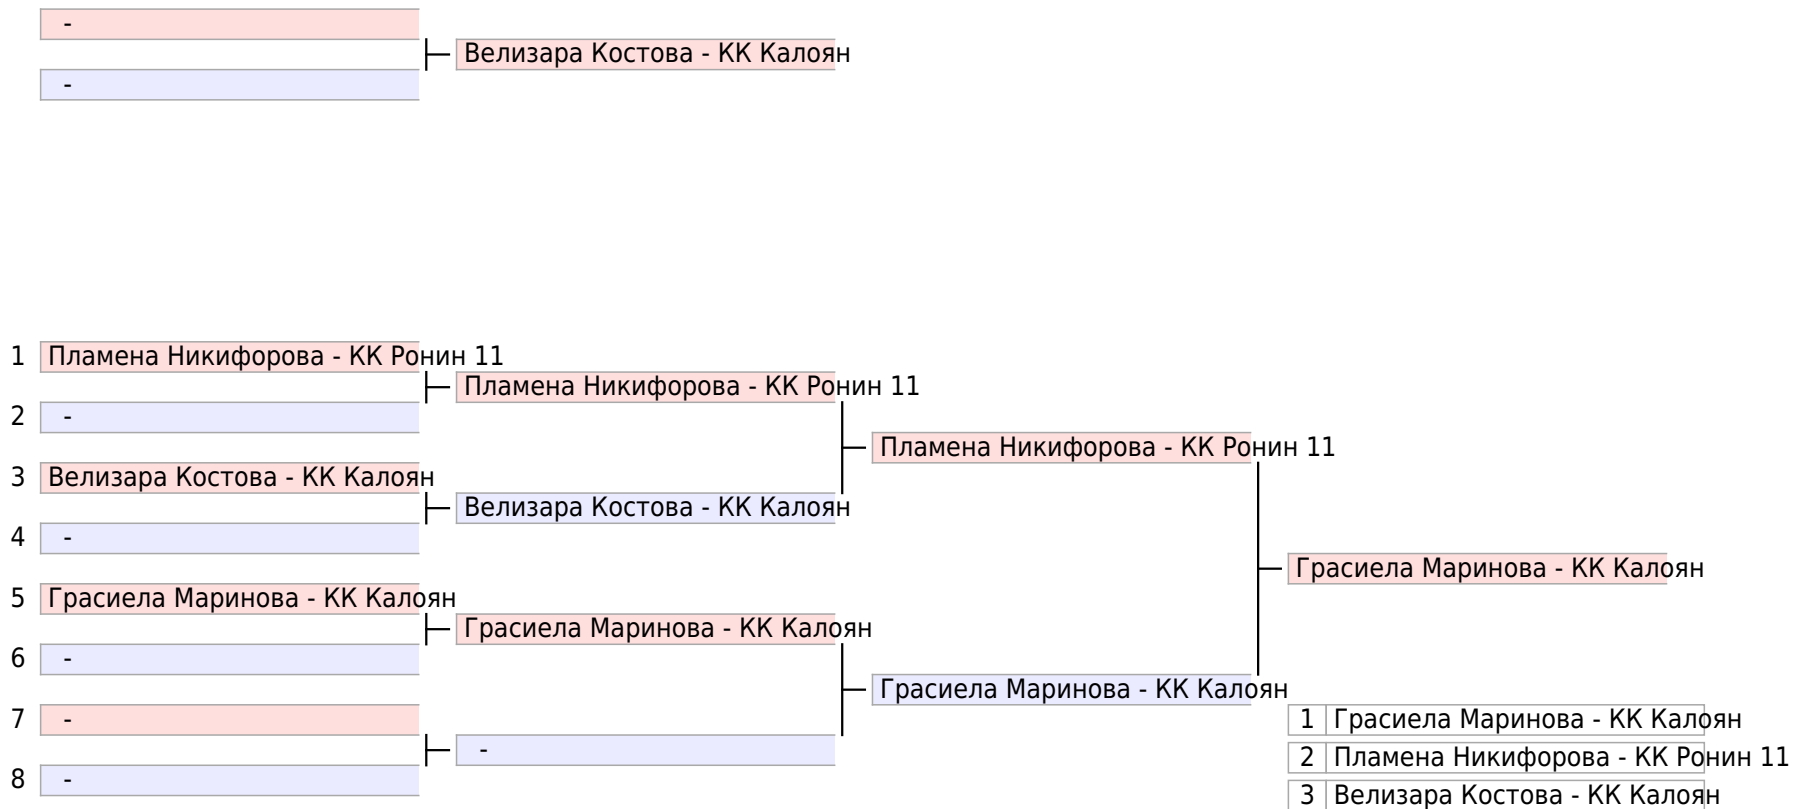 -
Велизара Костова - КК Калоян
-
1 Пламена Никифорова - КК Ронин 11
Пламена Никифорова - КК Ронин 11
2 -
Пламена Никифорова - КК Ронин 11
3 Велизара Костова - КК Калоян
Велизара Костова - КК Калоян
4 -
Грасиела Маринова - КК Калоян
5 Грасиела Маринова - КК Калоян
Грасиела Маринова - КК Калоян
6 -
Грасиела Маринова - КК Калоян
7 -
-
8 -
1 Грасиела Маринова - КК Калоян
2 Пламена Никифорова - КК Ронин 11
3 Велизара Костова - КК Калоян